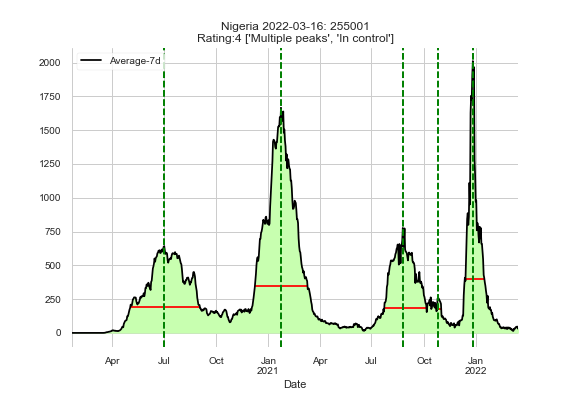 Nigeria 2022-03-16: 255001
Rating:4 ['Multiple peaks', 'In control']
Average-7d
2000
1750
1500
1250
1000
750
500
250
0
Apr Jul Oct Jan Apr Jul Oct Jan
2021 2022
Date